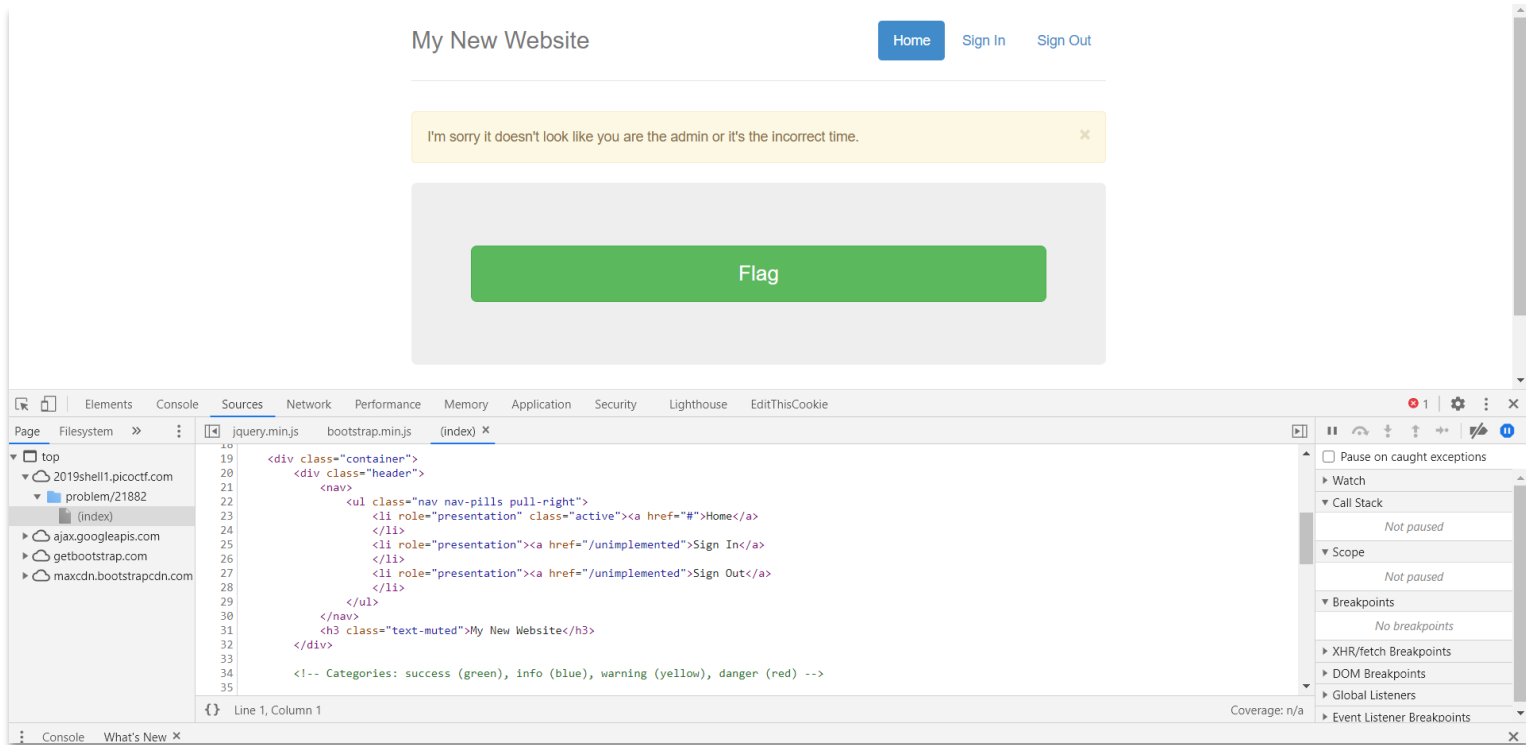 My New Website
Home Sign In Sign Out
I'm sorry it doesn't look like you are the admin or it's the incorrect time. ×
Flag
Elements Console Sources Network Performance Memory Application Security Lighthouse EditThisCookie 1
Page Filesystem » jquery.min.js bootstrap.min.js (index) ×
top
2019shell1.picoctf.com
problem/21882
(index)
ajax.googleapis.com
getbootstrap.com
maxcdn.bootstrapcdn.com
18
19 <div class="container">
20 <div class="header">
21 <nav>
22 <ul class="nav nav-pills pull-right">
23 <li role="presentation" class="active"><a href="#">Home</a>
24 </li>
25 <li role="presentation"><a href="/unimplemented">Sign In</a>
26 </li>
27 <li role="presentation"><a href="/unimplemented">Sign Out</a>
28 </li>
29 </ul>
30 </nav>
31 <h3 class="text-muted">My New Website</h3>
32 </div>
33
34 <!-- Categories: success (green), info (blue), warning (yellow), danger (red) -->
35
{} Line 1, Column 1 Coverage: n/a
Pause on caught exceptions
Watch
Call Stack
Not paused
Scope
Not paused
Breakpoints
No breakpoints
XHR/fetch Breakpoints
DOM Breakpoints
Global Listeners
Event Listener Breakpoints
Console What's New ×